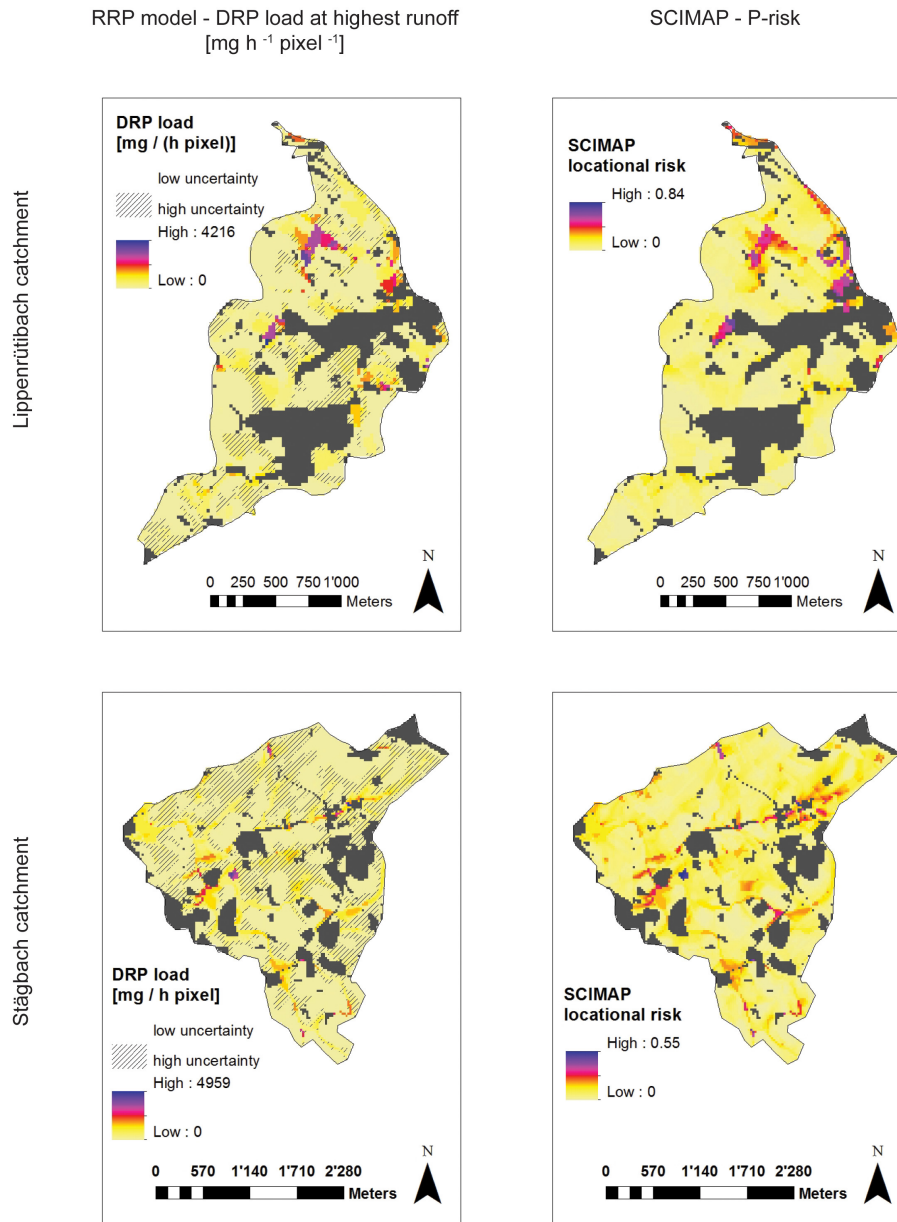 RRP model - DRP load at highest runoff
[mg h ⁻¹ pixel ⁻¹]
SCIMAP - P-risk
Lippenrütibach catchment
DRP load
[mg / (h pixel)]
low uncertainty
high uncertainty
High : 4216
Low : 0
N
0 250 500 750 1'000
Meters
SCIMAP
locational risk
High : 0.84
Low : 0
N
0 250 500 750 1'000
Meters
Stägbach catchment
DRP load
[mg / h pixel]
low uncertainty
high uncertainty
High : 4959
Low : 0
N
0 570 1'140 1'710 2'280
Meters
SCIMAP
locational risk
High : 0.55
Low : 0
N
0 570 1'140 1'710 2'280
Meters